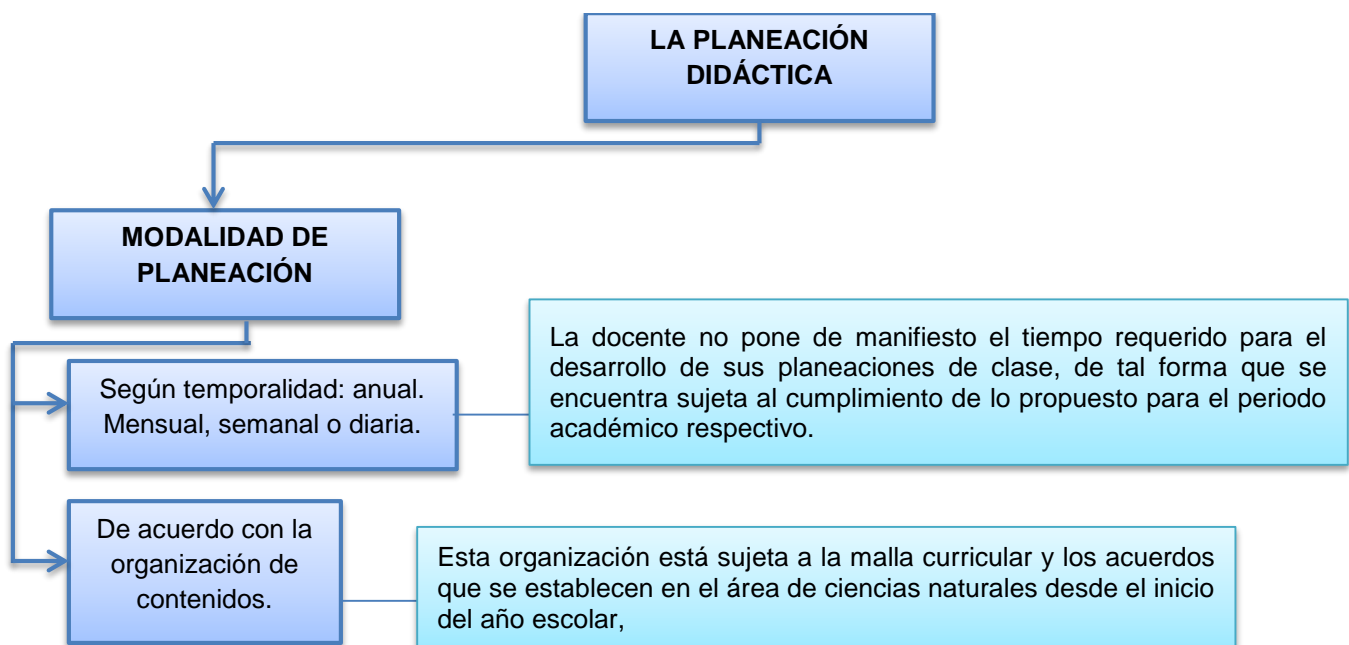 LA PLANEACIÓN
DIDÁCTICA
MODALIDAD DE
PLANEACIÓN
Según temporalidad: anual.
Mensual, semanal o diaria.
La docente no pone de manifiesto el tiempo requerido para el
desarrollo de sus planeaciones de clase, de tal forma que se
encuentra sujeta al cumplimiento de lo propuesto para el periodo
académico respectivo.
De acuerdo con la
organización de
contenidos.
Esta organización está sujeta a la malla curricular y los acuerdos
que se establecen en el área de ciencias naturales desde el inicio
del año escolar,